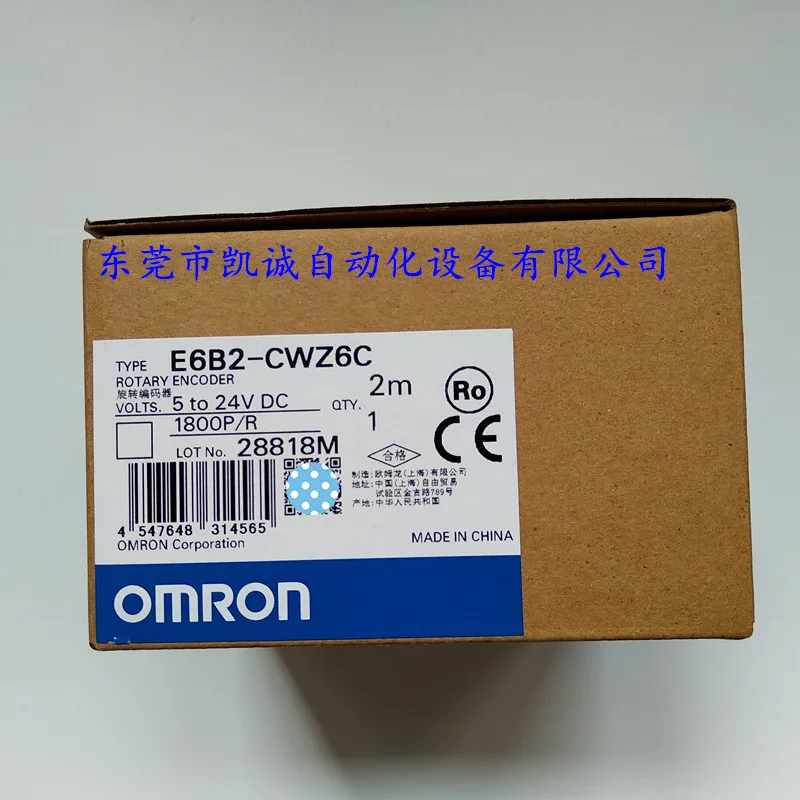 东莞市凯诚自动化设备有限公司
TYPE E6B2-CWZ6C
ROTARY ENCODER 2m
旋转编码器
VOLTS. 5 to 24V DC QTY.
1800P/R 1
LOT No. 28818M
Ro
CE
合格
制造:欧姆龙(上海)有限公司
地址:中国(上海)自由贸易
试验区金吉路789号
产地:中华人民共和国
4 547648 314565
OMRON Corporation
MADE IN CHINA
OMRON